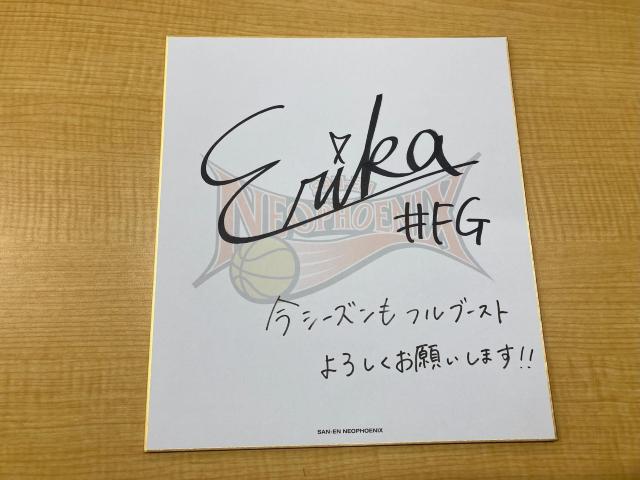 Erika
NEOPHOENIX
#FG
今シーズンもフルブースト
よろしくお願いします!!
SAN-EN NEOPHOENIX